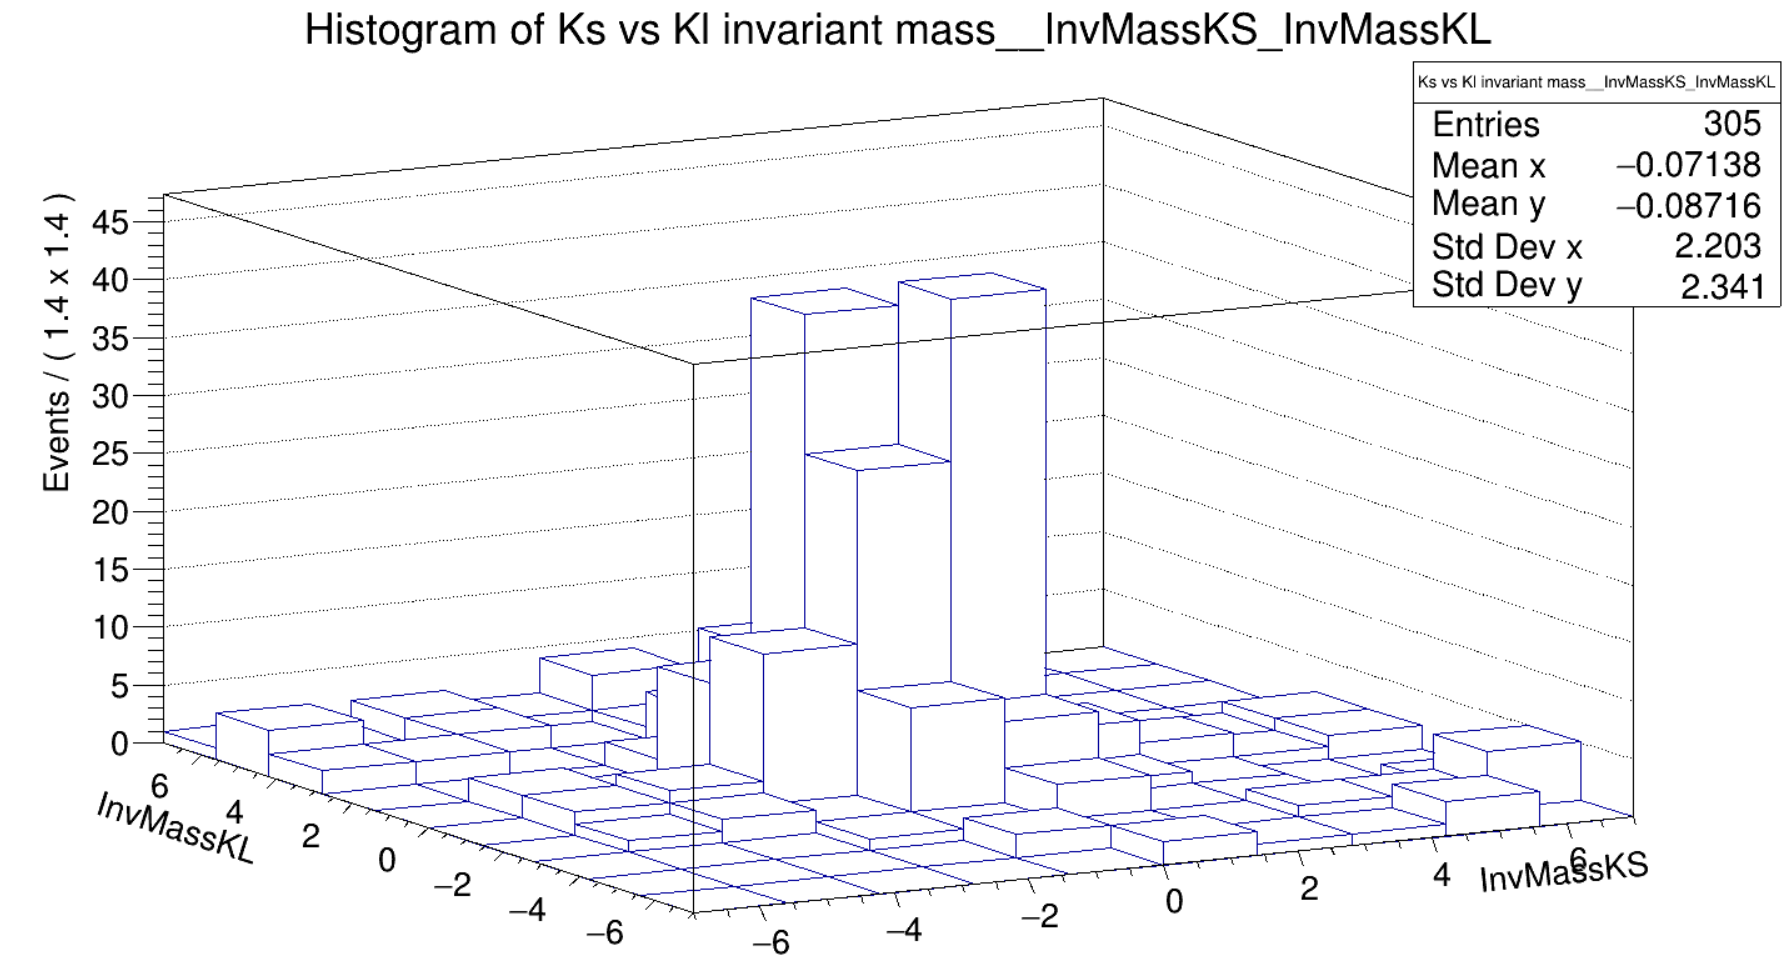 Histogram of Ks vs Kl invariant mass__InvMassKS_InvMassKL
Ks vs Kl invariant mass__InvMassKS_InvMassKL
Entries 305
Mean x −0.07138
Mean y −0.08716
Std Dev x 2.203
Std Dev y 2.341
Events / ( 1.4 x 1.4 )
45
40
35
30
25
20
15
10
5
0
6
4
2
0
−2
−4
−6
InvMassKL
−6
−4
−2
0
2
4
6
InvMassKS